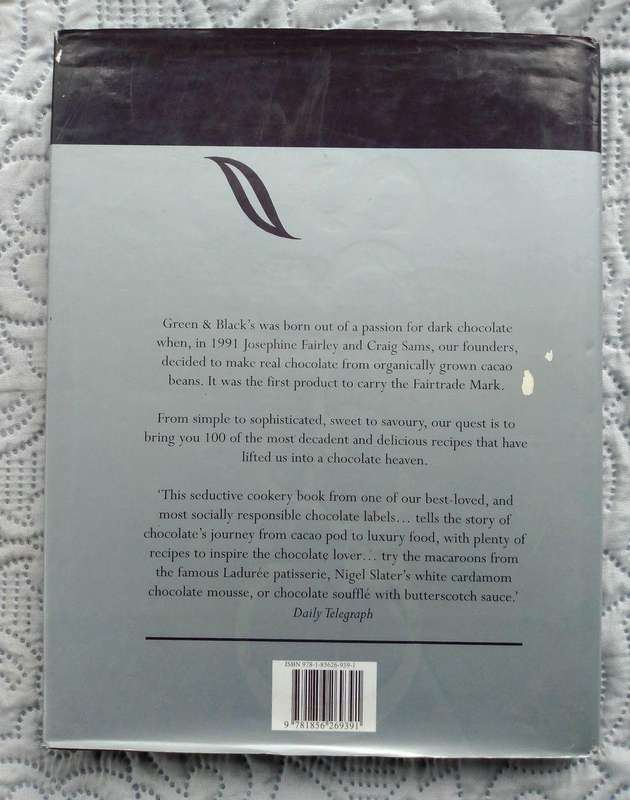 Green & Black's was born out of a passion for dark chocolate
when, in 1991 Josephine Fairley and Craig Sams, our founders,
decided to make real chocolate from organically grown cacao
beans. It was the first product to carry the Fairtrade Mark.
From simple to sophisticated, sweet to savoury, our quest is to
bring you 100 of the most decadent and delicious recipes that have
lifted us into a chocolate heaven.
'This seductive cookery book from one of our best-loved, and
most socially responsible chocolate labels… tells the story of
chocolate's journey from cacao pod to luxury food, with plenty of
recipes to inspire the chocolate lover… try the macaroons from
the famous Ladurée patisserie, Nigel Slater's white cardamom
chocolate mousse, or chocolate soufflé with butterscotch sauce.'
Daily Telegraph
ISBN 978-1-85626-939-1
9 781856 269391